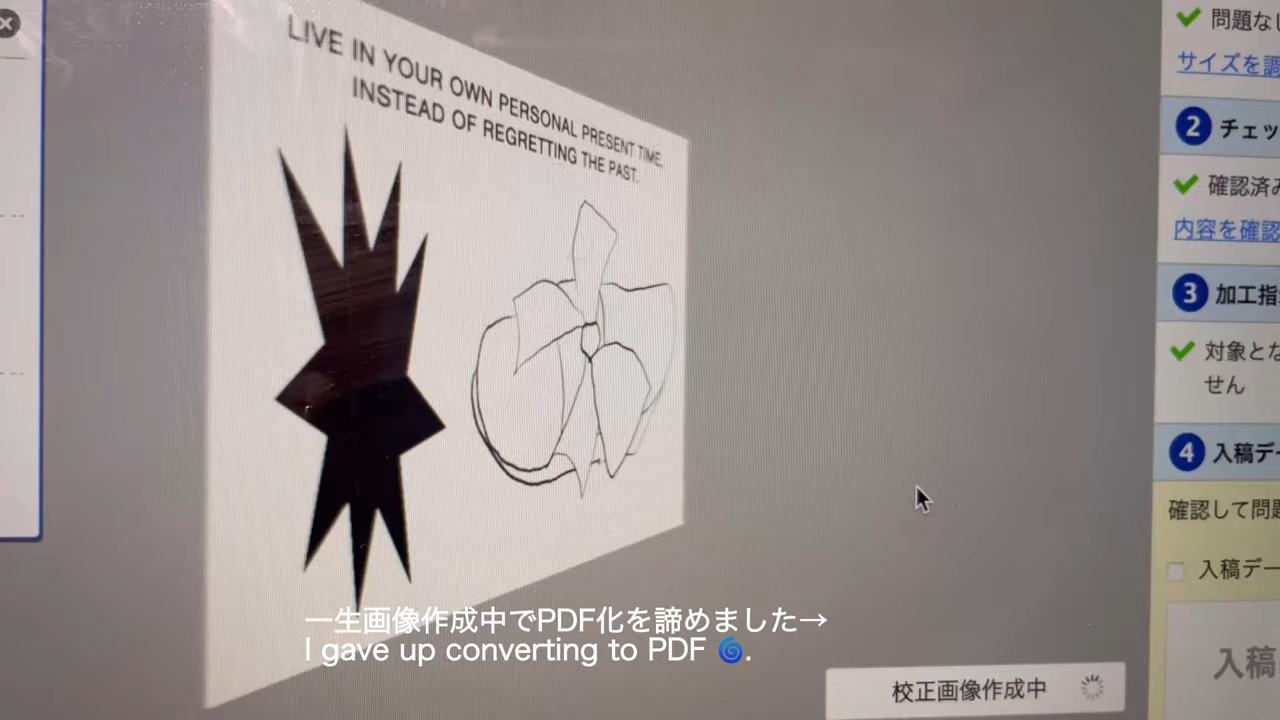 LIVE IN YOUR OWN PERSONAL PRESENT TIME,
INSTEAD OF REGRETTING THE PAST.
問題なし
サイズを調
2 チェッ
確認済み
内容を確認
3 加工指
対象とな
せん
4 入稿デー
確認して問題
入稿デー
入稿
一生画像作成中でPDF化を諦めました→
I gave up converting to PDF 🌀.
校正画像作成中